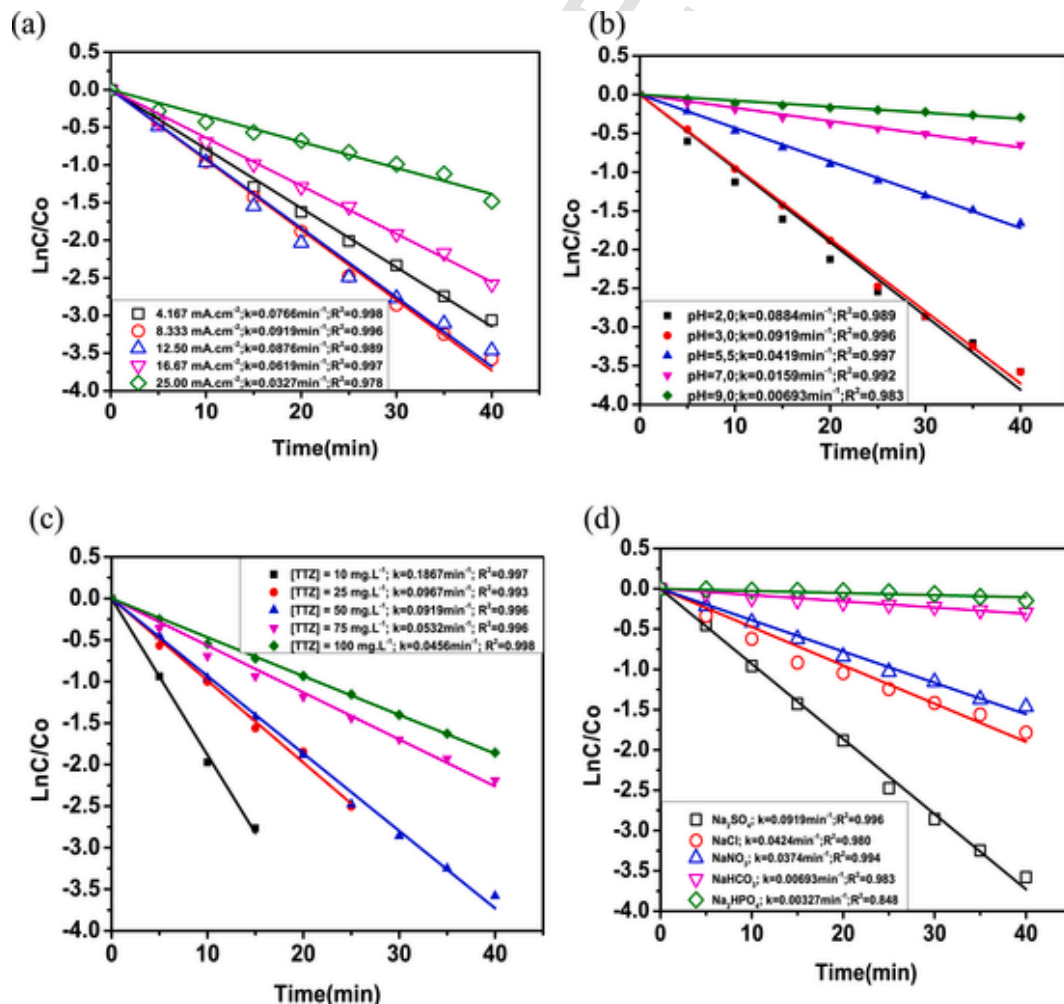 (a)
0.5
0.0
-0.5
-1.0
-1.5
-2.0
-2.5
-3.0
-3.5
-4.0
LnC/Co
4.167 mA.cm⁻²;k=0.0766min⁻¹;R²=0.998
8.333 mA.cm⁻²;k=0.0919min⁻¹;R²=0.996
12.50 mA.cm⁻²;k=0.0876min⁻¹;R²=0.989
16.67 mA.cm⁻²;k=0.0619min⁻¹;R²=0.997
25.00 mA.cm⁻²;k=0.0327min⁻¹;R²=0.978
0 10 20 30 40
Time(min)
(b)
0.5
0.0
-0.5
-1.0
-1.5
-2.0
-2.5
-3.0
-3.5
-4.0
LnC/Co
pH=2,0;k=0.0884min⁻¹;R²=0.989
pH=3,0;k=0.0919min⁻¹;R²=0.996
pH=5,5;k=0.0419min⁻¹;R²=0.997
pH=7,0;k=0.0159min⁻¹;R²=0.992
pH=9,0;k=0.00693min⁻¹;R²=0.983
0 10 20 30 40
Time(min)
(c)
0.5
0.0
-0.5
-1.0
-1.5
-2.0
-2.5
-3.0
-3.5
-4.0
LnC/Co
[TTZ] = 10 mg.L⁻¹; k=0.1867min⁻¹; R²=0.997
[TTZ] = 25 mg.L⁻¹; k=0.0967min⁻¹; R²=0.993
[TTZ] = 50 mg.L⁻¹; k=0.0919min⁻¹; R²=0.996
[TTZ] = 75 mg.L⁻¹; k=0.0532min⁻¹; R²=0.996
[TTZ] = 100 mg.L⁻¹; k=0.0456min⁻¹; R²=0.998
0 10 20 30 40
Time(min)
(d)
0.5
0.0
-0.5
-1.0
-1.5
-2.0
-2.5
-3.0
-3.5
-4.0
LnC/Co
Na₂SO₄; k=0.0919min⁻¹;R²=0.996
NaCl; k=0.0424min⁻¹;R²=0.980
NaNO₃; k=0.0374min⁻¹;R²=0.994
NaHCO₃; k=0.00693min⁻¹;R²=0.983
Na₂HPO₄; k=0.00327min⁻¹;R²=0.848
0 10 20 30 40
Time(min)